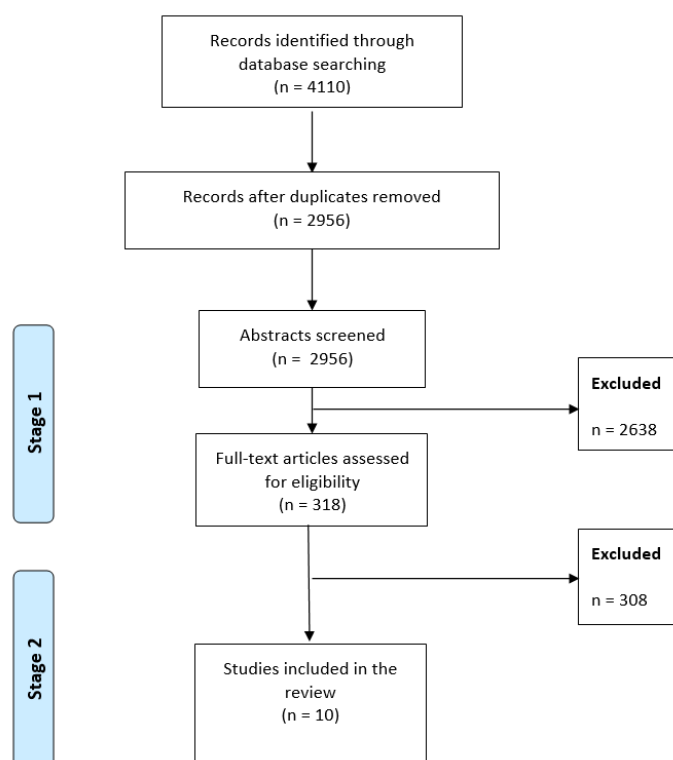 Records identified through
database searching
(n = 4110)
Records after duplicates removed
(n = 2956)
Stage 1
Abstracts screened
(n = 2956)
Excluded
n = 2638
Full-text articles assessed
for eligibility
(n = 318)
Excluded
n = 308
Stage 2
Studies included in the
review
(n = 10)